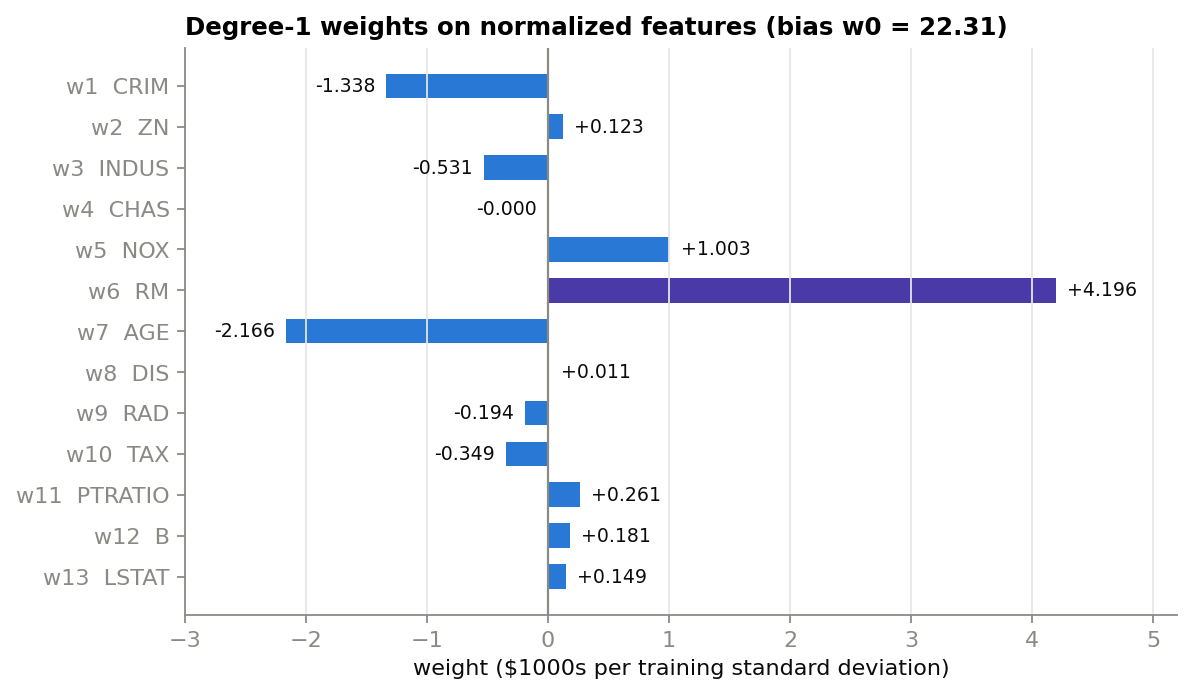 Degree-1 weights on normalized features (bias w0 = 22.31)
w1 CRIM -1.338
w2 ZN +0.123
w3 INDUS -0.531
w4 CHAS -0.000
w5 NOX +1.003
w6 RM +4.196
w7 AGE -2.166
w8 DIS +0.011
w9 RAD -0.194
w10 TAX -0.349
w11 PTRATIO +0.261
w12 B +0.181
w13 LSTAT +0.149
−3 −2 −1 0 1 2 3 4 5
weight ($1000s per training standard deviation)